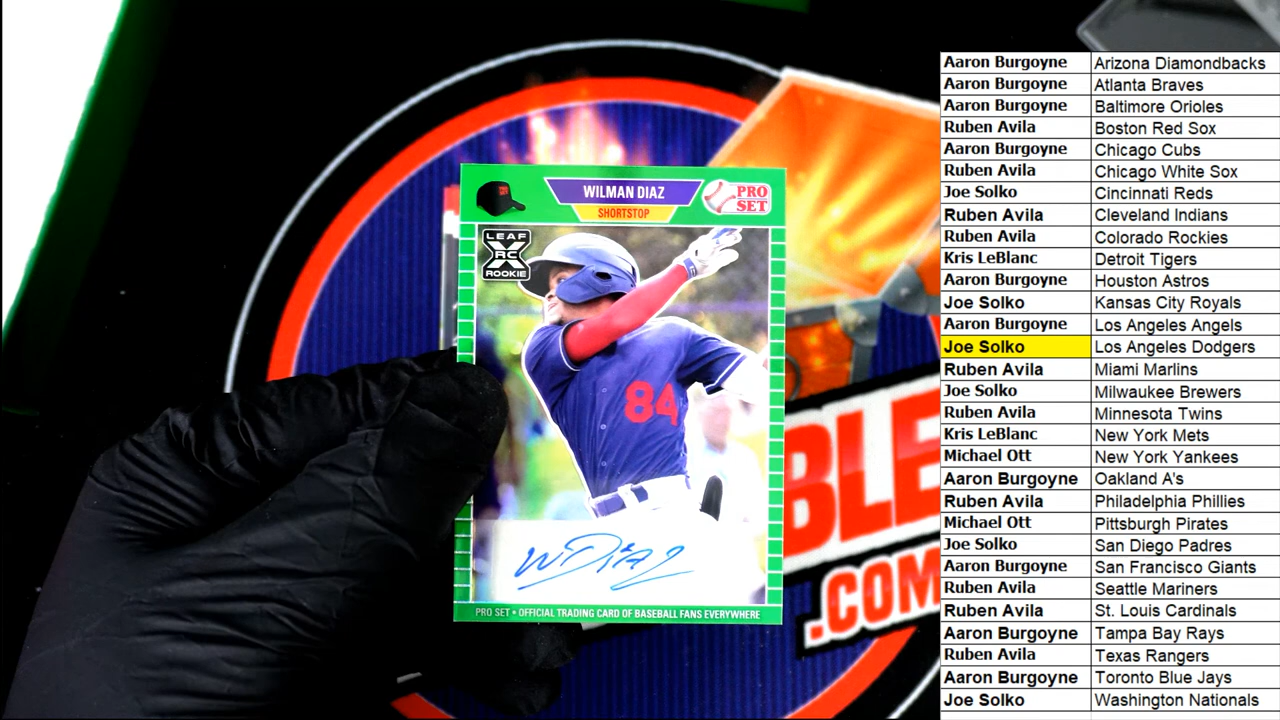 WILMAN DIAZ
SHORTSTOP
PRO
SET
LEAF
RC
ROOKIE
84
W Diaz
PRO SET • OFFICIAL TRADING CARD OF BASEBALL FANS EVERYWHERE
BLE
.COM
Aaron Burgoyne Arizona Diamondbacks
Aaron Burgoyne Atlanta Braves
Aaron Burgoyne Baltimore Orioles
Ruben Avila Boston Red Sox
Aaron Burgoyne Chicago Cubs
Ruben Avila Chicago White Sox
Joe Solko Cincinnati Reds
Ruben Avila Cleveland Indians
Ruben Avila Colorado Rockies
Kris LeBlanc Detroit Tigers
Aaron Burgoyne Houston Astros
Joe Solko Kansas City Royals
Aaron Burgoyne Los Angeles Angels
Joe Solko Los Angeles Dodgers
Ruben Avila Miami Marlins
Joe Solko Milwaukee Brewers
Ruben Avila Minnesota Twins
Kris LeBlanc New York Mets
Michael Ott New York Yankees
Aaron Burgoyne Oakland A's
Ruben Avila Philadelphia Phillies
Michael Ott Pittsburgh Pirates
Joe Solko San Diego Padres
Aaron Burgoyne San Francisco Giants
Ruben Avila Seattle Mariners
Ruben Avila St. Louis Cardinals
Aaron Burgoyne Tampa Bay Rays
Ruben Avila Texas Rangers
Aaron Burgoyne Toronto Blue Jays
Joe Solko Washington Nationals